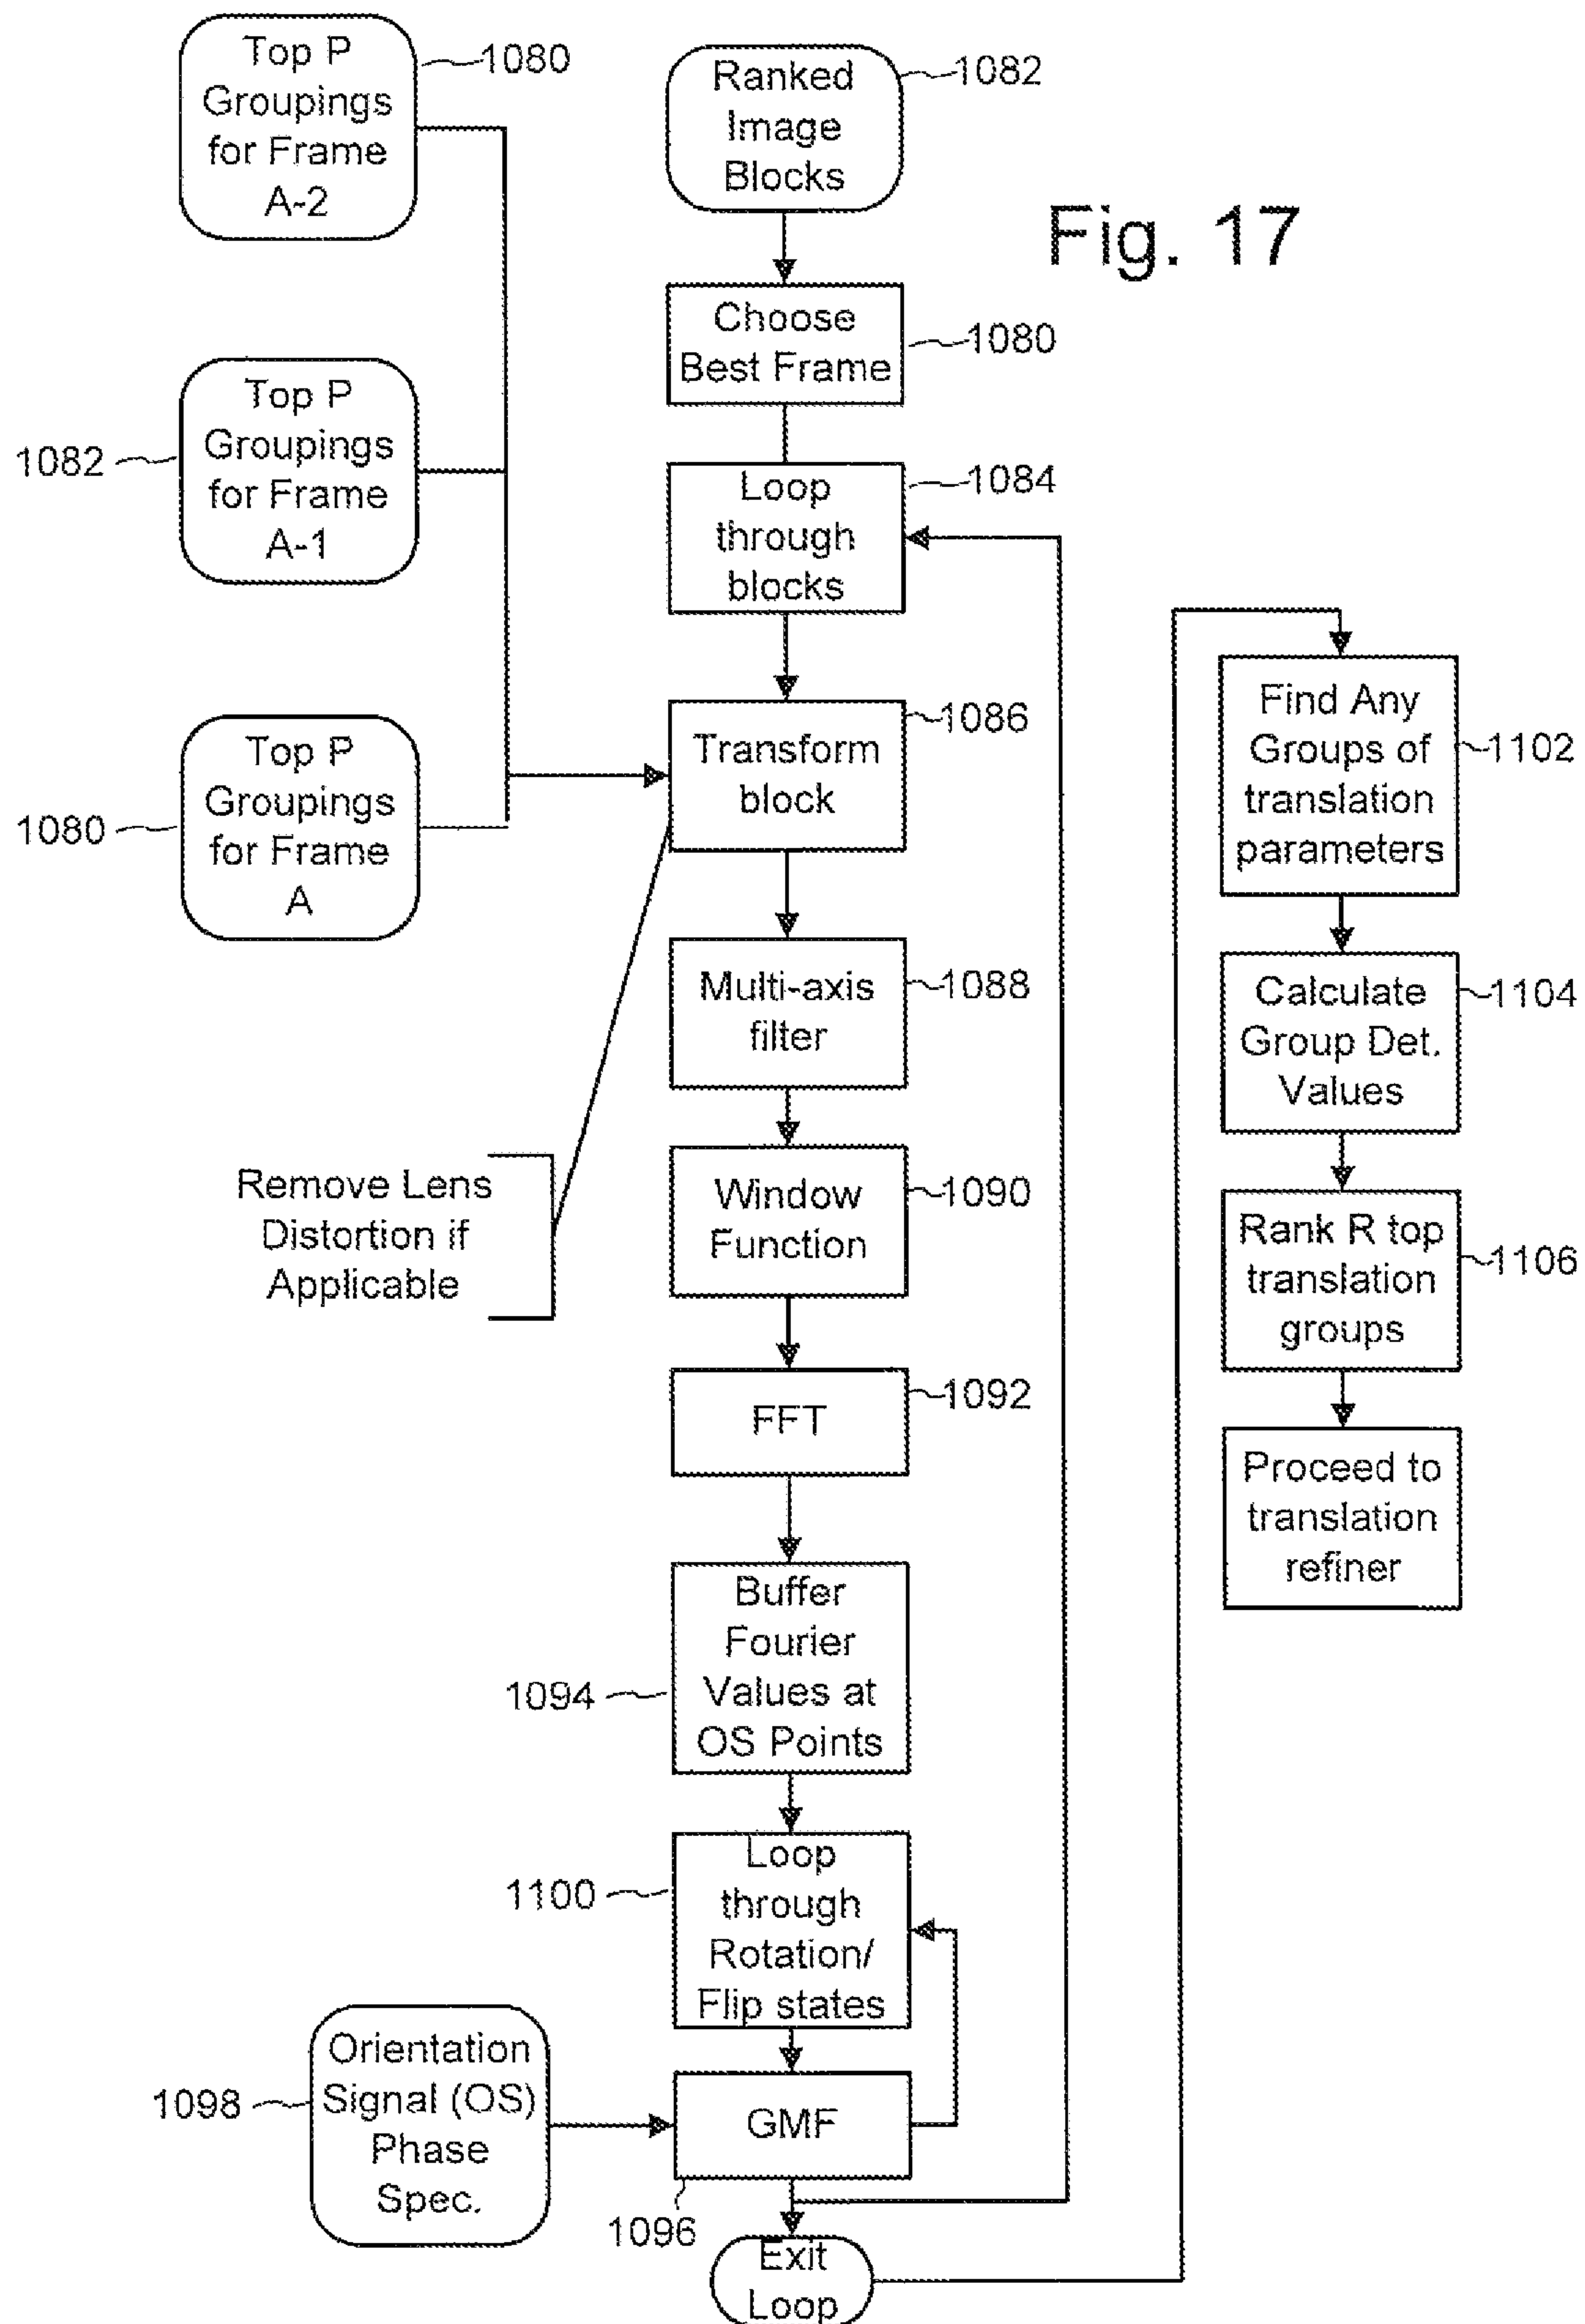 Top P
Groupings
for Frame
A-2
1080
Ranked
Image
Blocks
1082
Fig. 17
Choose
Best Frame
1080
Top P
Groupings
for Frame
A-1
1082
Loop
through
blocks
1084
Top P
Groupings
for Frame
A
1080
Transform
block
1086
Remove Lens
Distortion if
Applicable
Multi-axis
filter
1088
Window
Function
1090
FFT
1092
Buffer
Fourier
Values at
OS Points
1094
Loop
through
Rotation/
Flip states
1100
Orientation
Signal (OS)
Phase
Spec.
1098
GMF
1096
Exit
Loop
Find Any
Groups of
translation
parameters
1102
Calculate
Group Det.
Values
1104
Rank R top
translation
groups
1106
Proceed to
translation
refiner